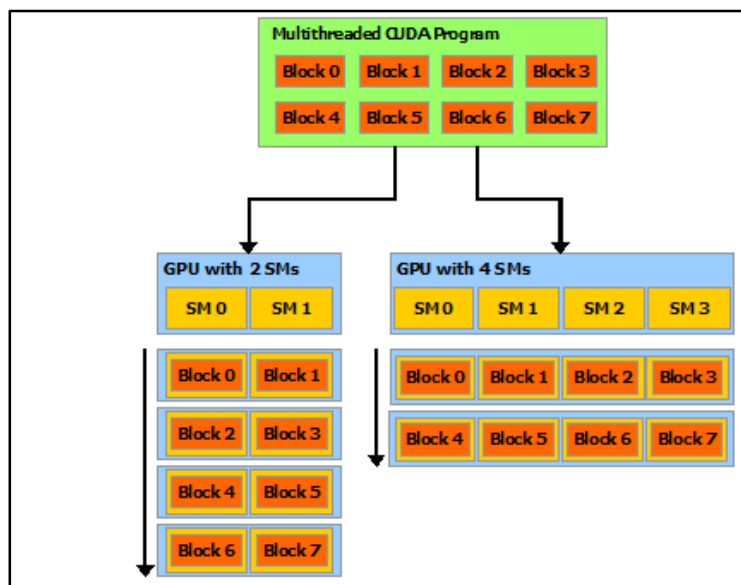 Multithreaded CUDA Program
Block 0 Block 1 Block 2 Block 3
Block 4 Block 5 Block 6 Block 7
GPU with 2 SMs
SM 0 SM 1
Block 0 Block 1
Block 2 Block 3
Block 4 Block 5
Block 6 Block 7
GPU with 4 SMs
SM 0 SM 1 SM 2 SM 3
Block 0 Block 1 Block 2 Block 3
Block 4 Block 5 Block 6 Block 7